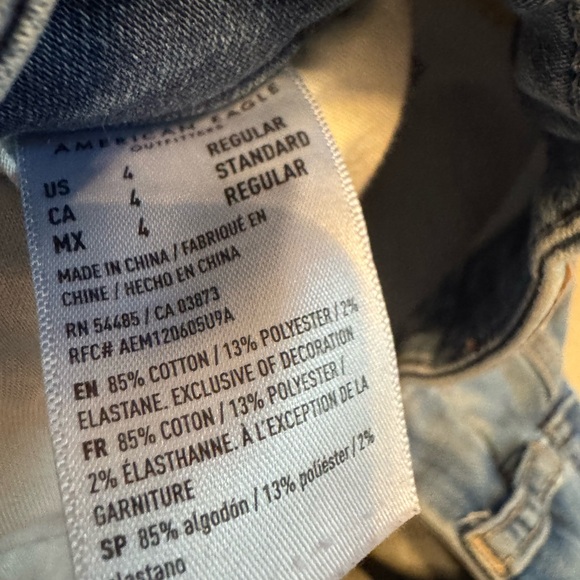 AMERICAN EAGLE
OUTFITTERS
US 4 REGULAR
CA 4 STANDARD
MX 4 REGULAR
MADE IN CHINA / FABRIQUÉ EN
CHINE / HECHO EN CHINA
RN 54485 / CA 03873
RFC# AEM120605U9A
EN 85% COTTON / 13% POLYESTER / 2%
ELASTANE. EXCLUSIVE OF DECORATION
FR 85% COTON / 13% POLYESTER /
2% ÉLASTHANNE. À L'EXCEPTION DE LA
GARNITURE
SP 85% algodón / 13% poliéster / 2%
elastano